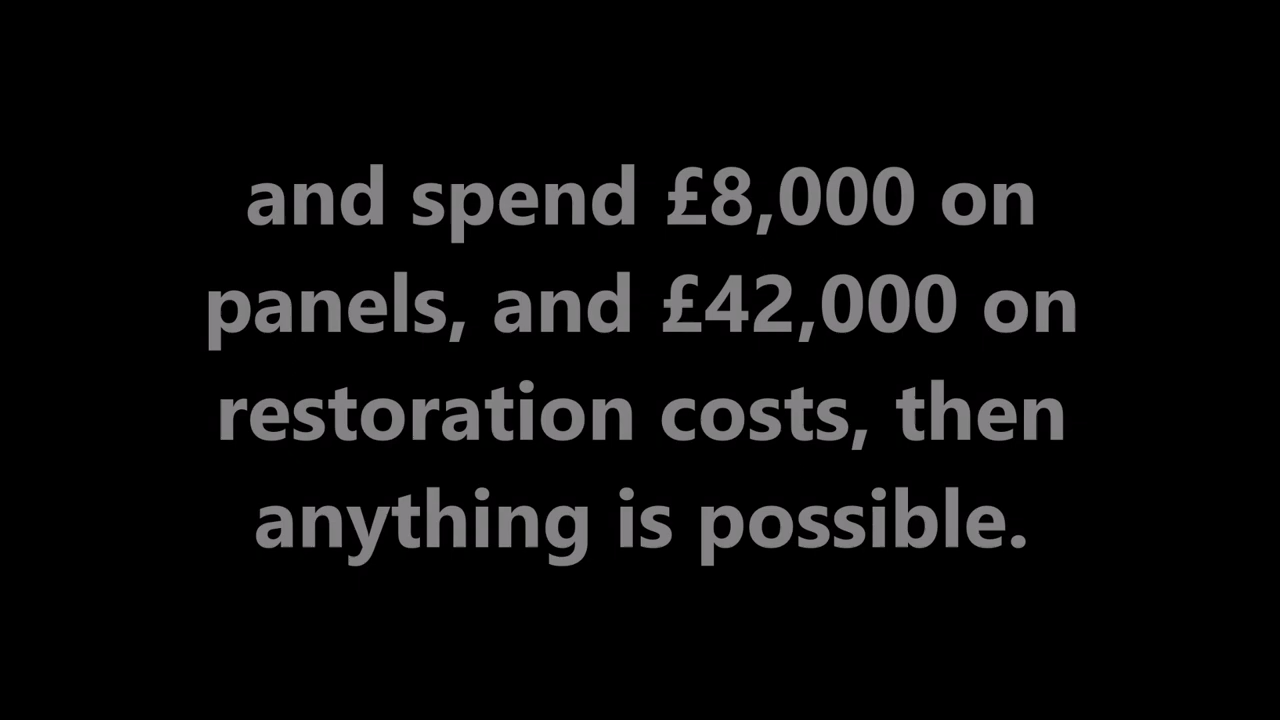 and spend £8,000 on
panels, and £42,000 on
restoration costs, then
anything is possible.